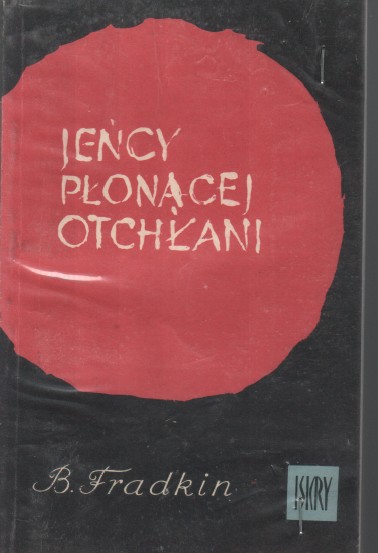 JEŃCY
PŁONĄCEJ
OTCHŁANI
B. Fradkin
ISKRY